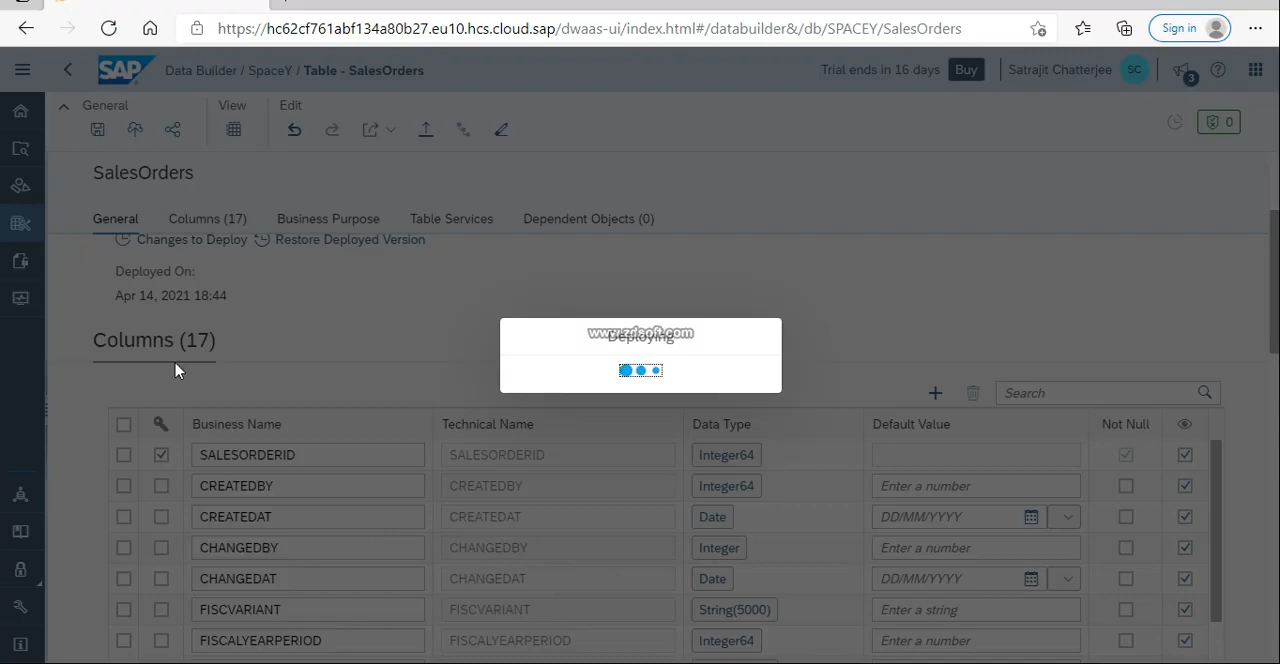 https://hc62cf761abf134a80b27.eu10.hcs.cloud.sap/dwaas-ui/index.html#/databuilder&/db/SPACEY/SalesOrders
Sign in
SAP
Data Builder / SpaceY / Table - SalesOrders
Trial ends in 16 days
Buy
Satrajit Chatterjee
SC
3
General
View
Edit
0
SalesOrders
General
Columns (17)
Business Purpose
Table Services
Dependent Objects (0)
Changes to Deploy
Restore Deployed Version
Deployed On:
Apr 14, 2021 18:44
www.zdsoft.com
Deploying
Columns (17)
Search
Business Name
Technical Name
Data Type
Default Value
Not Null
SALESORDERID SALESORDERID Integer64
CREATEDBY CREATEDBY Integer64 Enter a number
CREATEDAT CREATEDAT Date DD/MM/YYYY
CHANGEDBY CHANGEDBY Integer Enter a number
CHANGEDAT CHANGEDAT Date DD/MM/YYYY
FISCVARIANT FISCVARIANT String(5000) Enter a string
FISCALYEARPERIOD FISCALYEARPERIOD Integer64 Enter a number